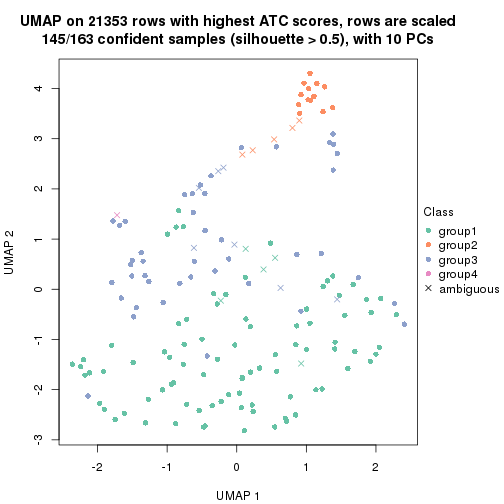 UMAP on 21353 rows with highest ATC scores, rows are scaled
145/163 confident samples (silhouette > 0.5), with 10 PCs
4
3
2
1
0
-1
-2
-3
UMAP 2
-2
-1
0
1
2
UMAP 1
Class
group1
group2
group3
group4
ambiguous